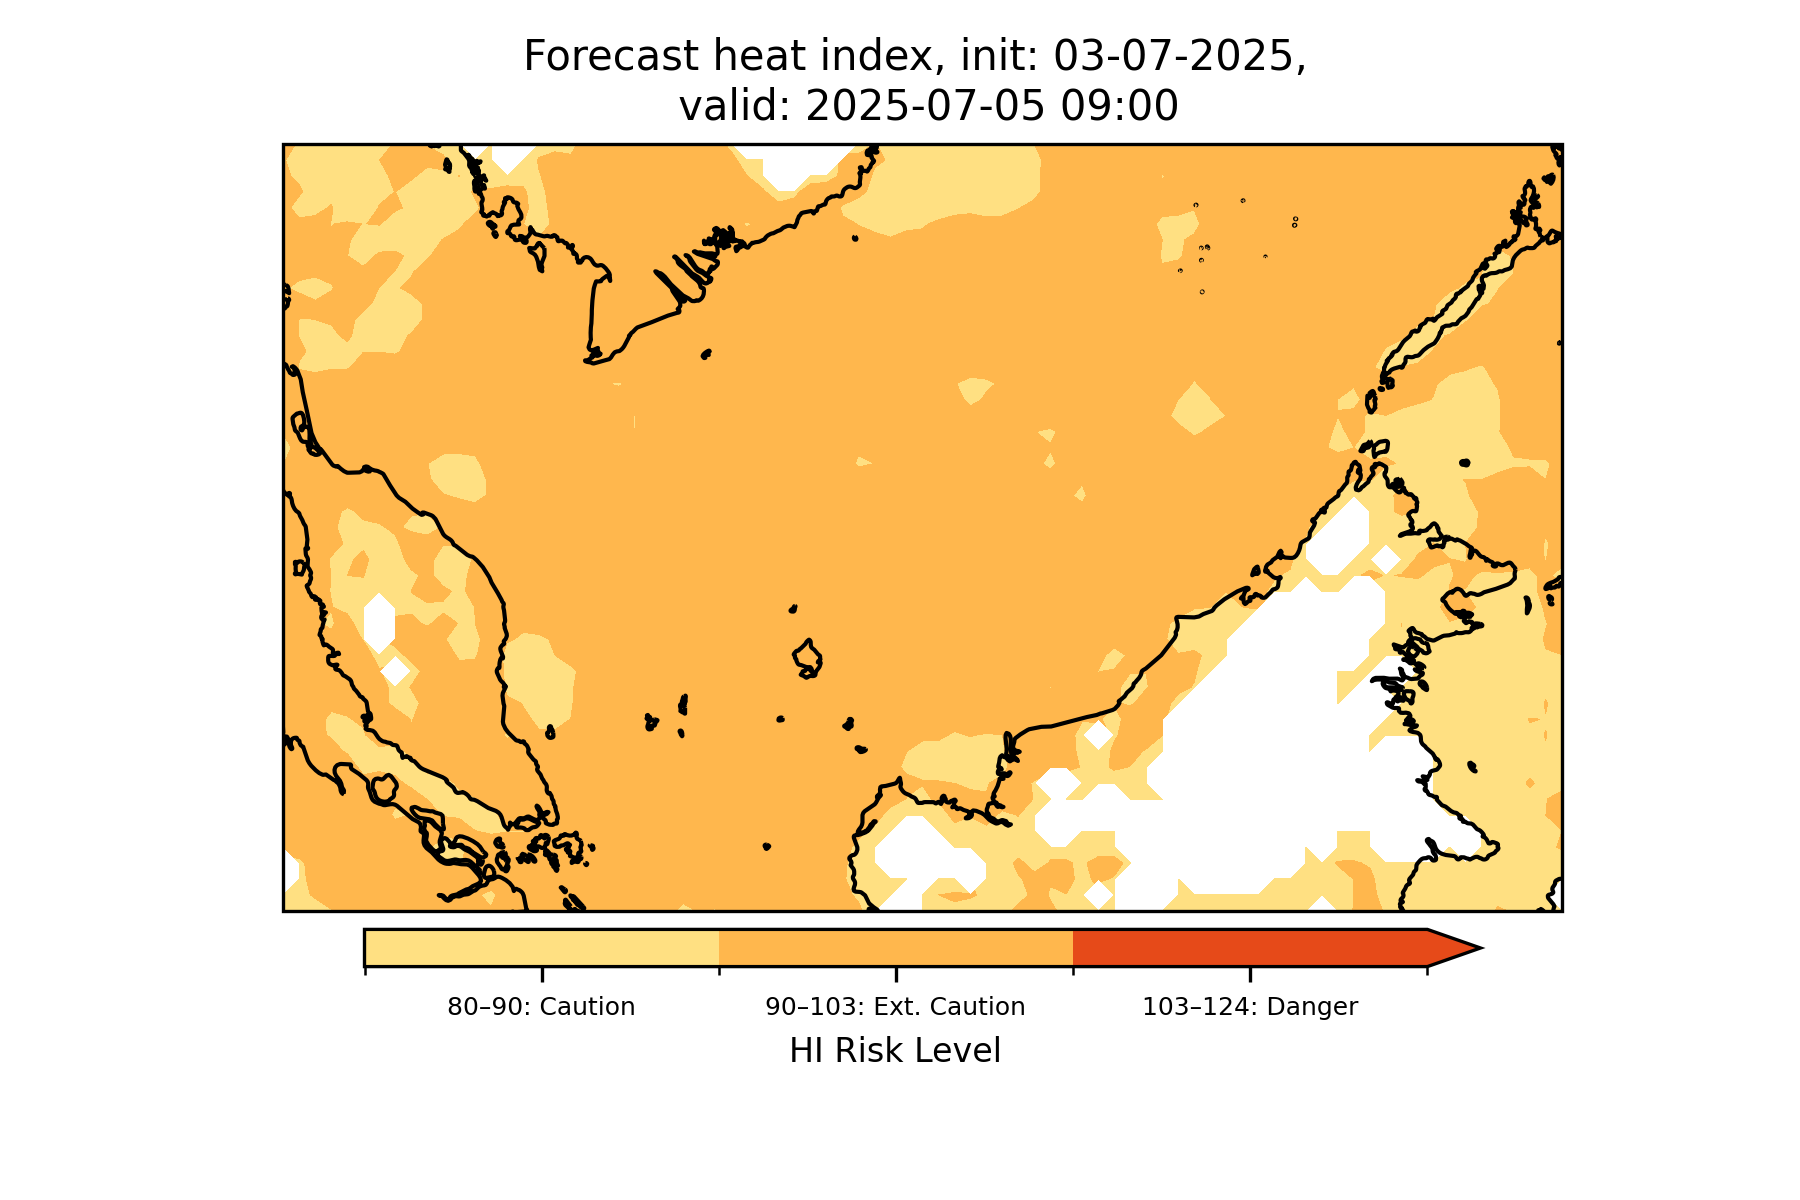 Forecast heat index, init: 03-07-2025,
valid: 2025-07-05 09:00
80–90: Caution
90–103: Ext. Caution
103–124: Danger
HI Risk Level